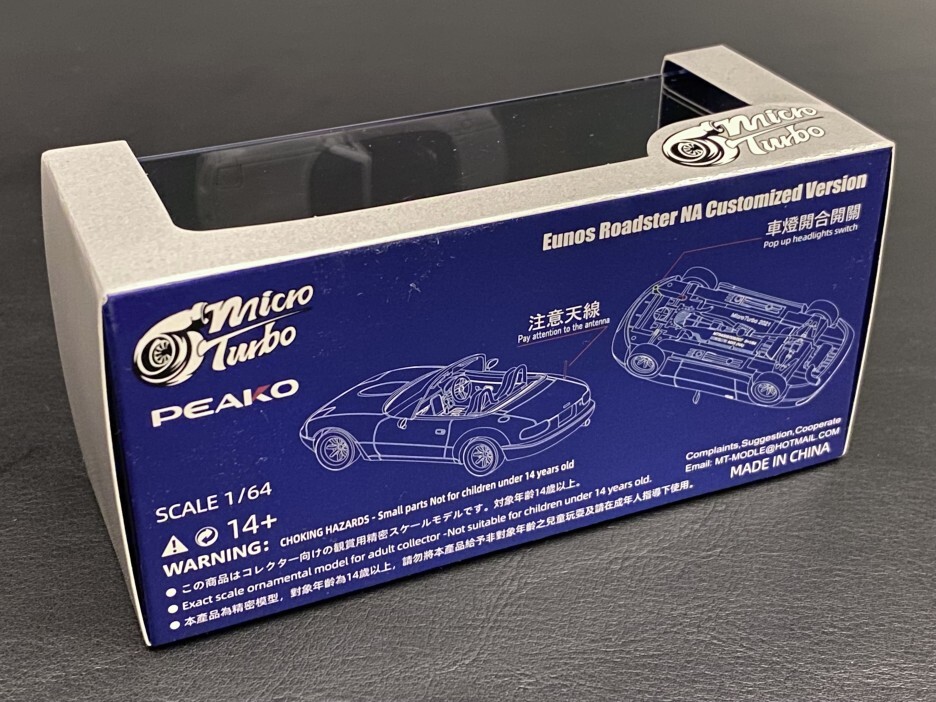 Micro
Turbo
Eunos Roadster NA Customized Version
車燈開合開關
Pop up headlights switch
Micro
Turbo
注意天線
Pay attention to the antenna
MicroTurbo 2021
PEAKO
Complaints,Suggestion,Cooperate
Email: MT-MODLE@HOTMAIL.COM
MADE IN CHINA
SCALE 1/64
14+
WARNING: CHOKING HAZARDS - Small parts Not for children under 14 years old
● この商品はコレクター向けの観賞用精密スケールモデルです。対象年齡14歲以上。
● Exact scale ornamental model for adult collector -Not suitable for children under 14 years old.
● 本產品為精密模型，對象年齡為14歲以上，請勿將本產品給予非對象年齡之兒童玩耍及請在成年人指導下使用。